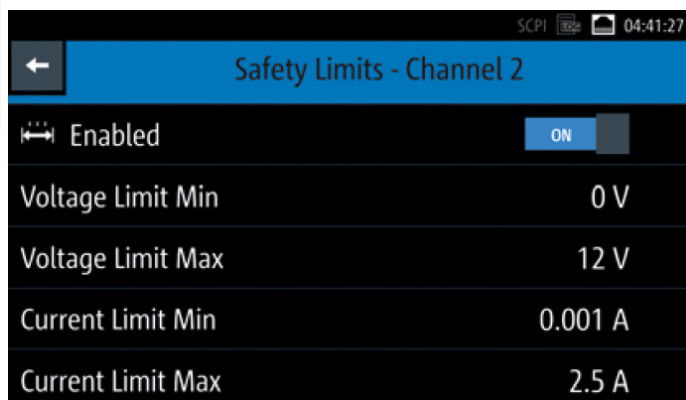 SCPI 04:41:27
Safety Limits - Channel 2
Enabled ON
Voltage Limit Min 0 V
Voltage Limit Max 12 V
Current Limit Min 0.001 A
Current Limit Max 2.5 A